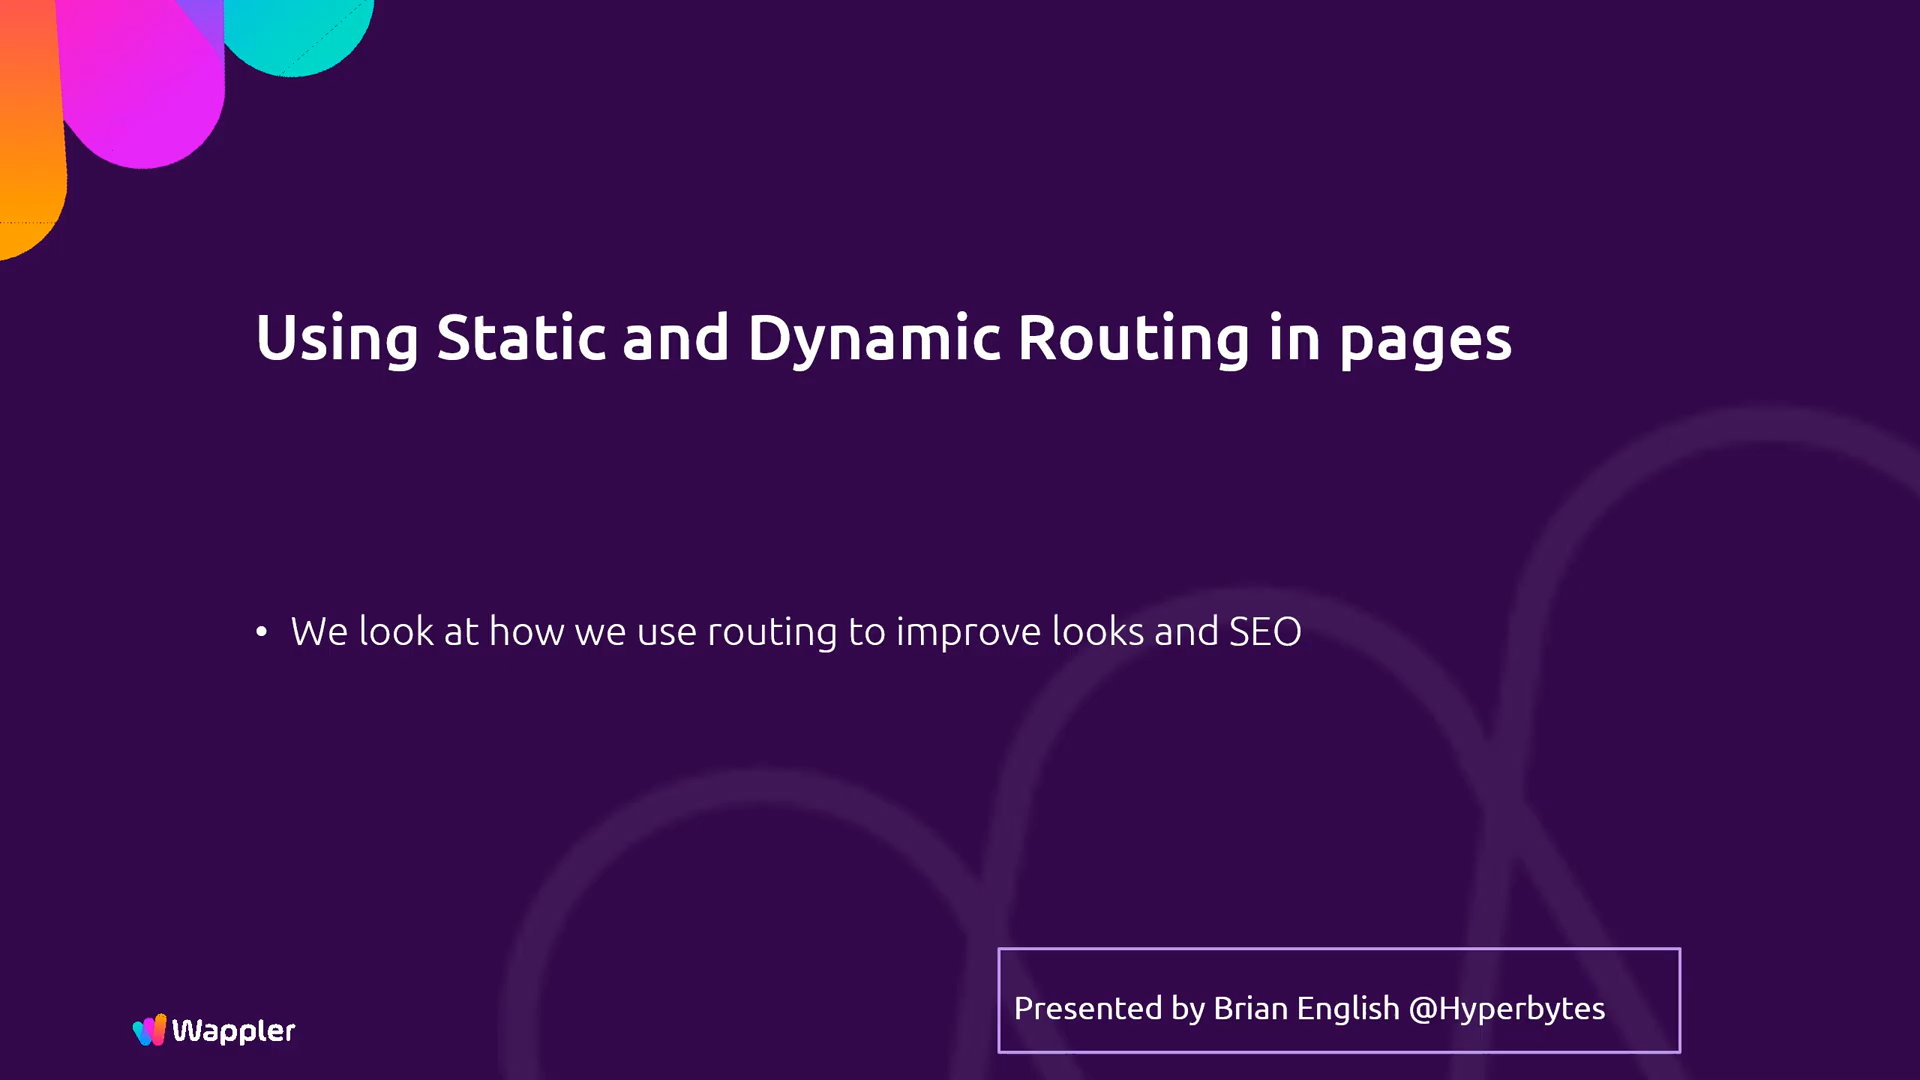 Using Static and Dynamic Routing in pages
• We look at how we use routing to improve looks and SEO
Presented by Brian English @Hyperbytes
Wappler